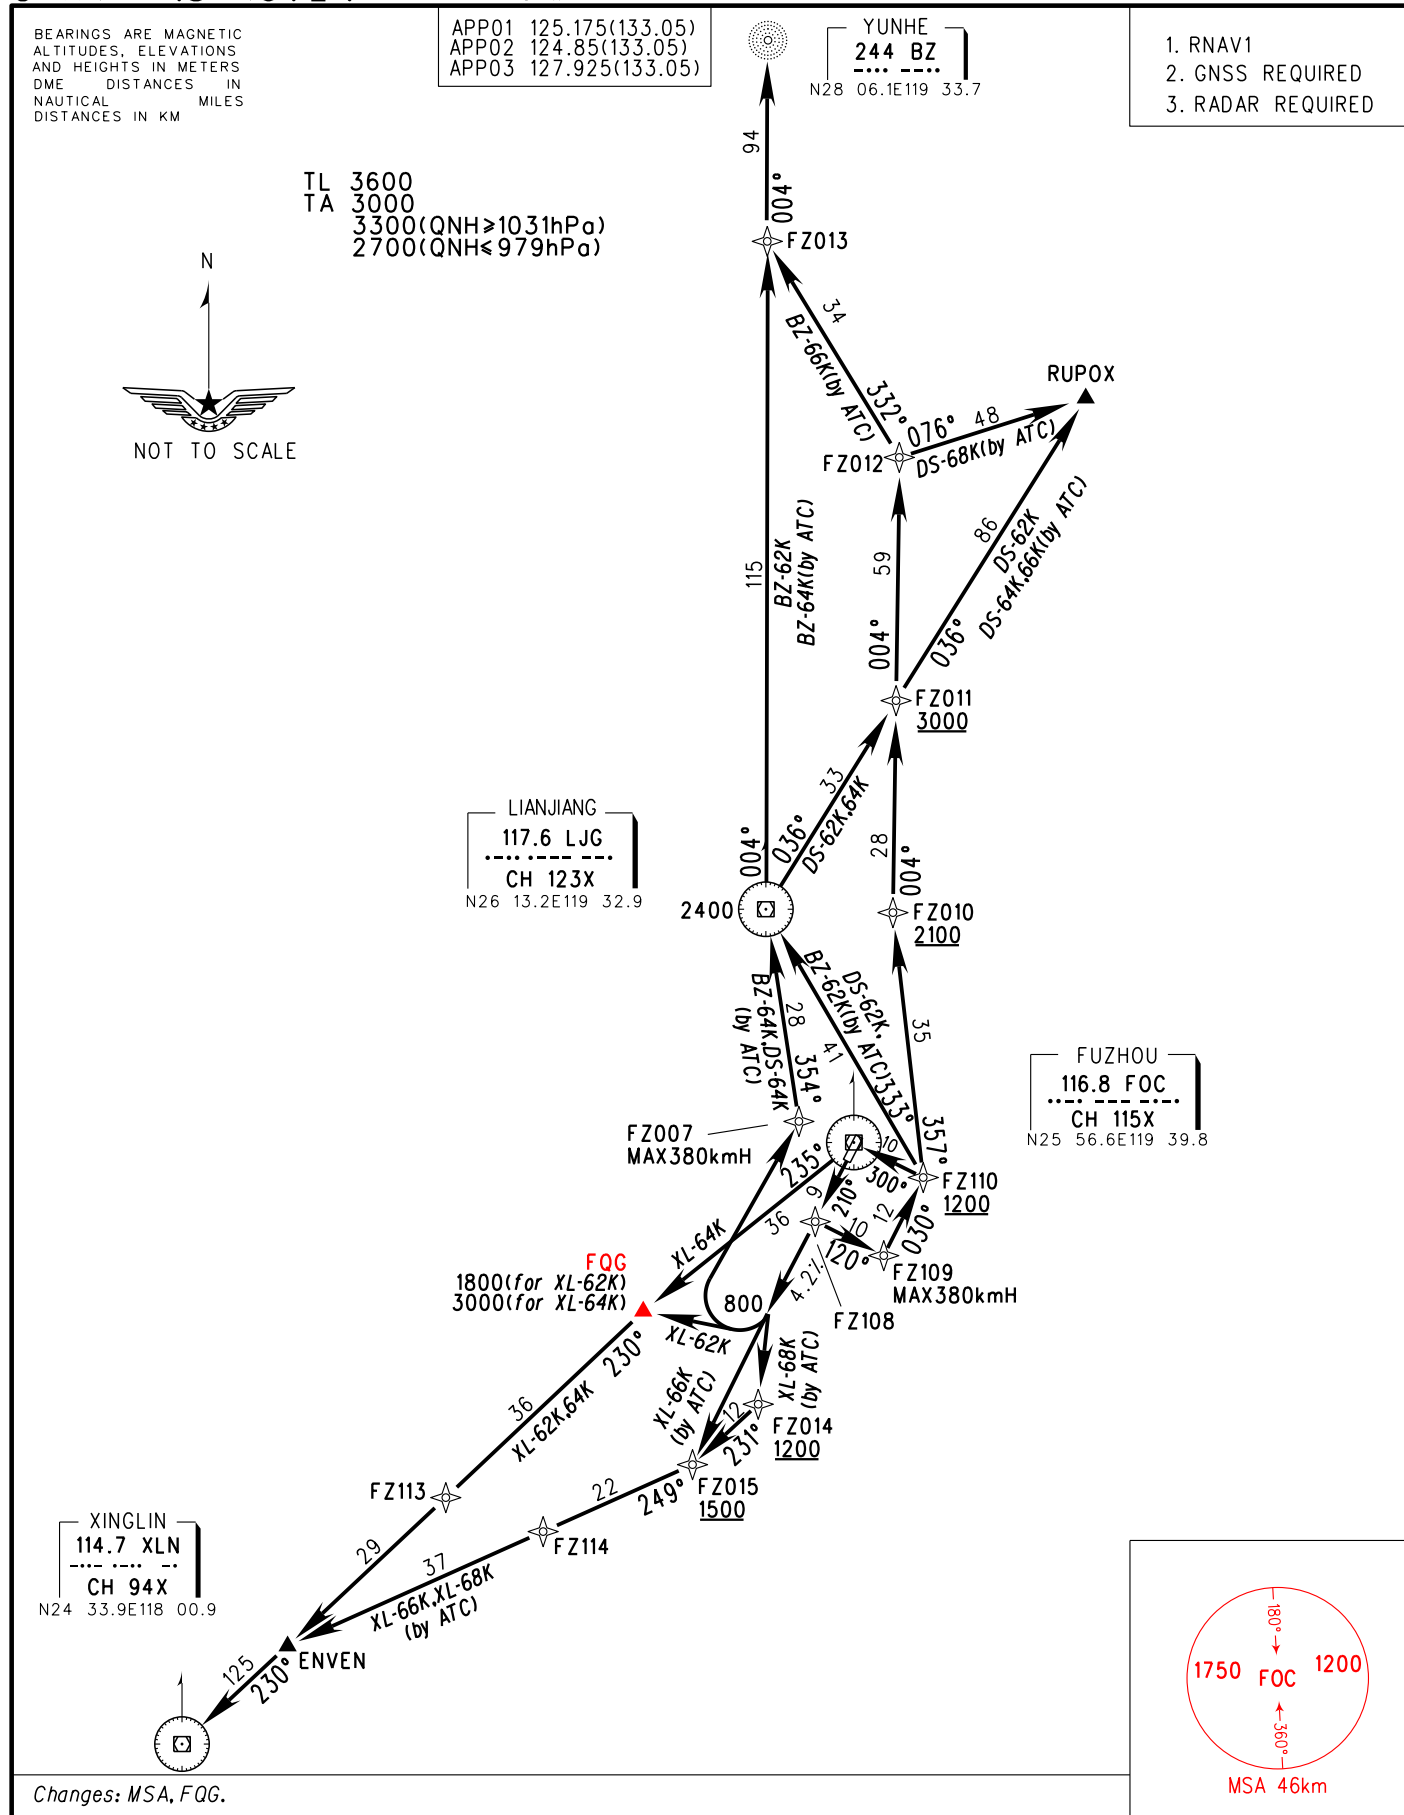 BEARINGS ARE MAGNETIC
ALTITUDES, ELEVATIONS
AND HEIGHTS IN METERS
DME DISTANCES IN
NAUTICAL MILES
DISTANCES IN KM
APP01 125.175(133.05)
APP02 124.85(133.05)
APP03 127.925(133.05)
YUNHE
244 BZ
N28 06.1E119 33.7
1. RNAV1
2. GNSS REQUIRED
3. RADAR REQUIRED
TL 3600
TA 3000
3300(QNH≥1031hPa)
2700(QNH≤979hPa)
N
NOT TO SCALE
94
004°
FZ013
34
BZ-66K(by ATC)
332°
RUPOX
076°
48
DS-68K(by ATC)
FZ012
115
BZ-62K
BZ-64K(by ATC)
59
004°
86
DS-62K
DS-64K,66K(by ATC)
036°
FZ011
3000
33
DS-62K,64K
036°
004°
28
004°
LIANJIANG
117.6 LJG
CH 123X
N26 13.2E119 32.9
2400
FZ010
2100
BZ-64K,DS-64K
(by ATC)
28
354°
DS-62K,
BZ-62K(by ATC)
333°
41
35
357°
FUZHOU
116.8 FOC
CH 115X
N25 56.6E119 39.8
FZ007
MAX380kmH
235°
10
300°
FZ110
1200
9
210°
12
030°
10
120°
FZ109
MAX380kmH
36
XL-64K
FQG
1800(for XL-62K)
3000(for XL-64K)
800
4.2%
FZ108
XL-62K
230°
36
XL-62K,64K
XL-66K
(by ATC)
XL-68K
(by ATC)
12
231°
FZ014
1200
FZ113
22
249°
FZ015
1500
FZ114
XINGLIN
114.7 XLN
CH 94X
N24 33.9E118 00.9
29
37
XL-66K,XL-68K
(by ATC)
ENVEN
125
230°
180°
1750 FOC 1200
360°
MSA 46km
Changes: MSA, FQG.